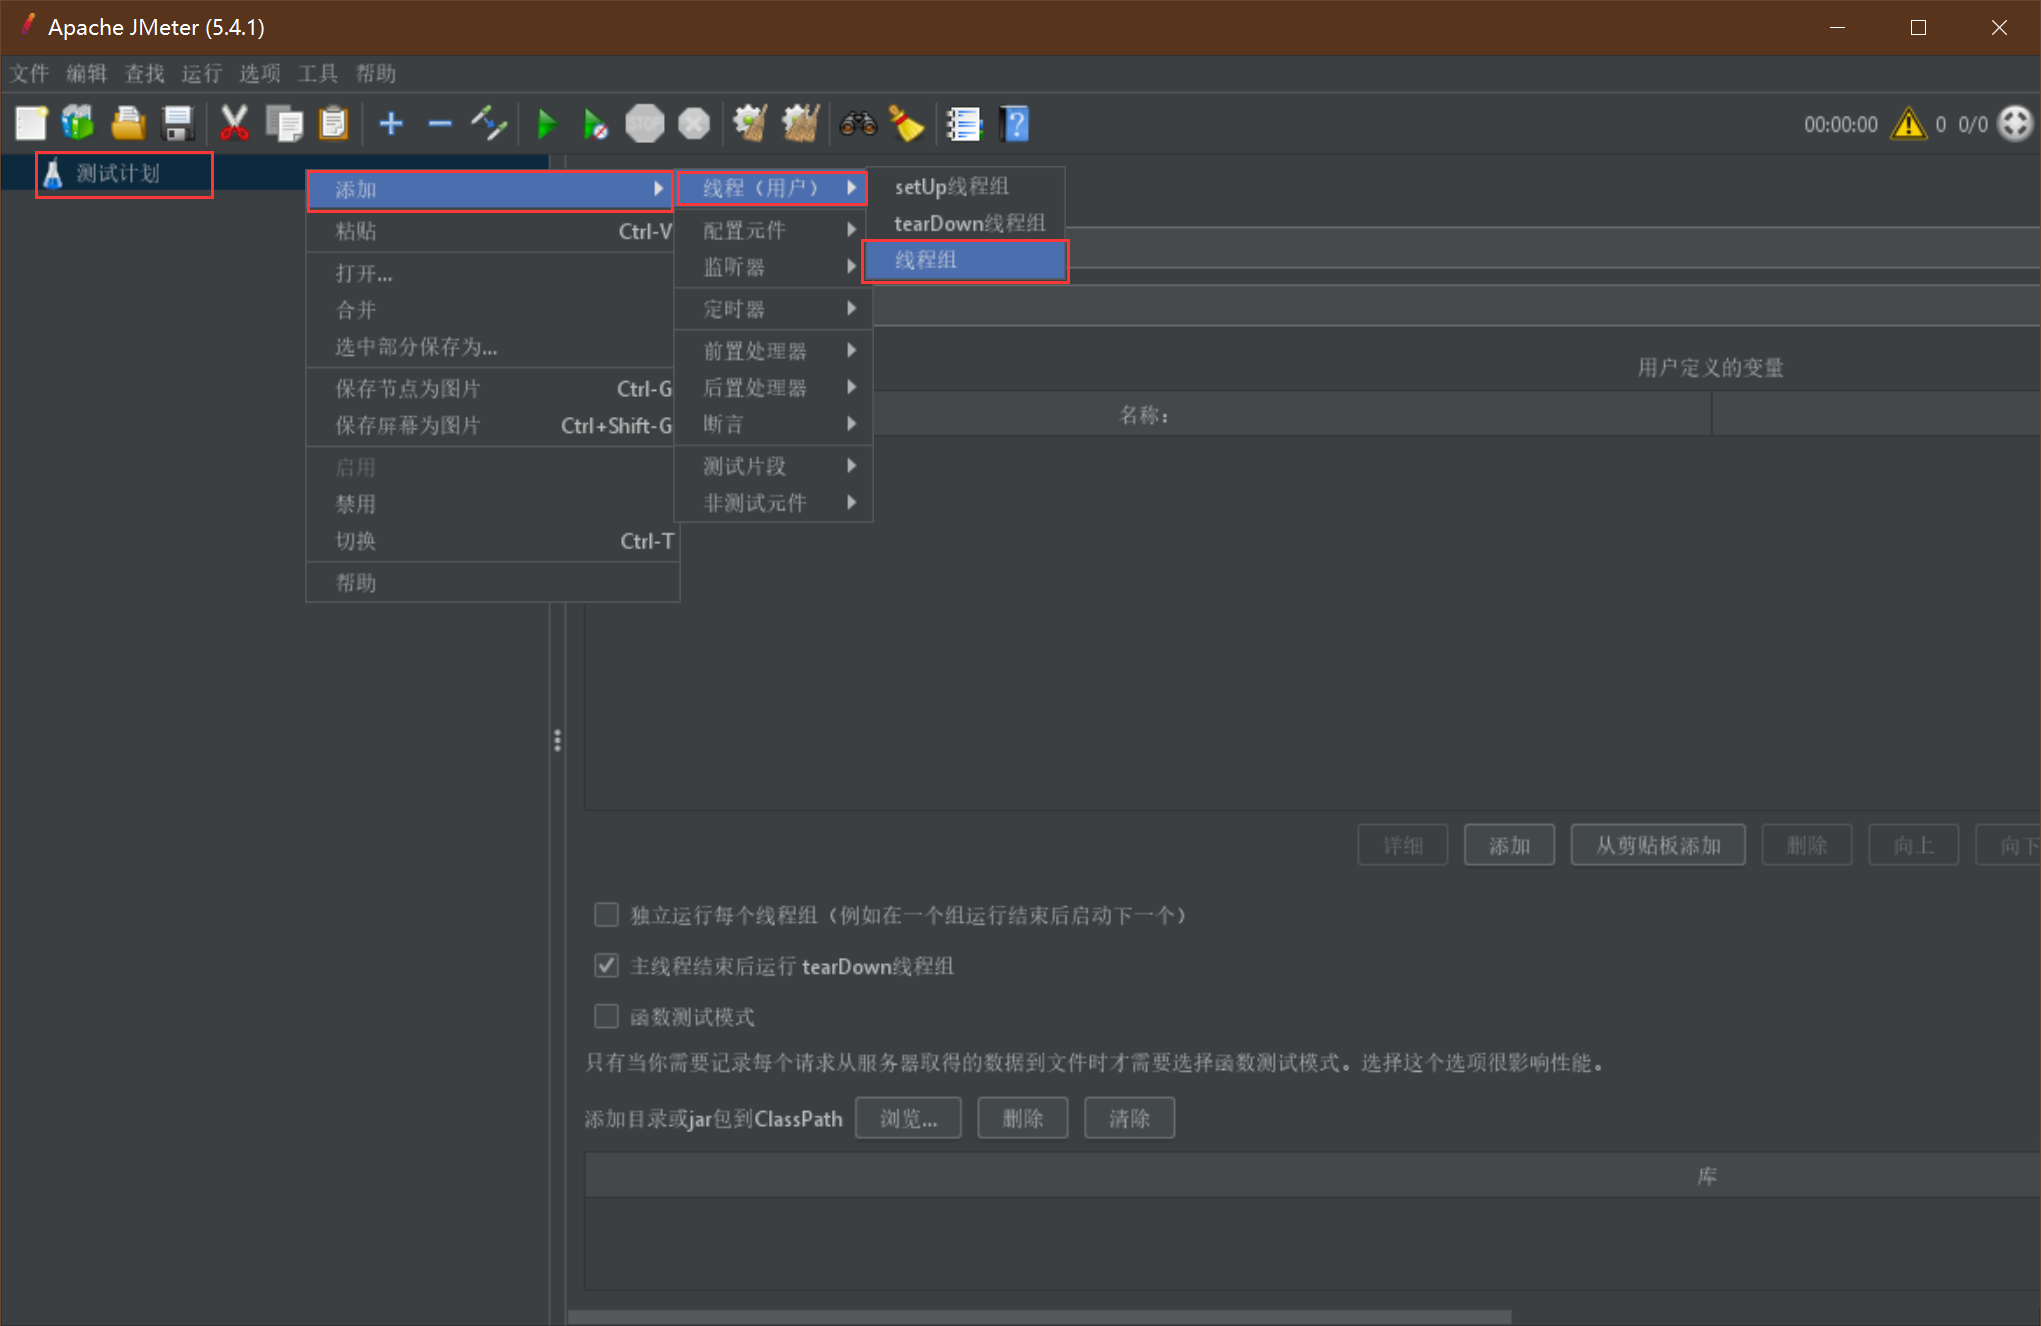 Apache JMeter (5.4.1)
文件 编辑 查找 运行 选项 工具 帮助
STOP
00:00:00 0 0/0
测试计划
添加
粘贴 Ctrl-V
打开...
合并
选中部分保存为...
保存节点为图片 Ctrl-G
保存屏幕为图片 Ctrl+Shift-G
启用
禁用
切换 Ctrl-T
帮助
线程（用户）
配置元件
监听器
定时器
前置处理器
后置处理器
断言
测试片段
非测试元件
setUp线程组
tearDown线程组
线程组
用户定义的变量
名称：
详细 添加 从剪贴板添加 删除 向上 向下
独立运行每个线程组（例如在一个组运行结束后启动下一个）
主线程结束后运行 tearDown线程组
函数测试模式
只有当你需要记录每个请求从服务器取得的数据到文件时才需要选择函数测试模式。选择这个选项很影响性能。
添加目录或jar包到ClassPath 浏览... 删除 清除
库